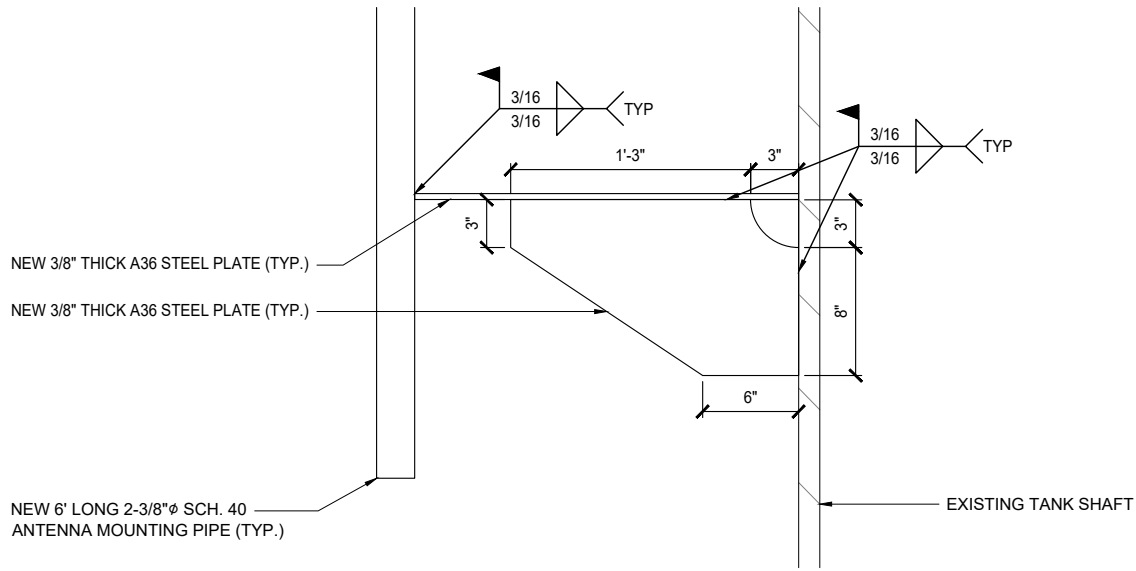 3/16
3/16
TYP
3/16
3/16
TYP
1'-3"
3"
3"
3"
8"
6"
NEW 3/8" THICK A36 STEEL PLATE (TYP.)
NEW 3/8" THICK A36 STEEL PLATE (TYP.)
NEW 6' LONG 2-3/8"ø SCH. 40
ANTENNA MOUNTING PIPE (TYP.)
EXISTING TANK SHAFT